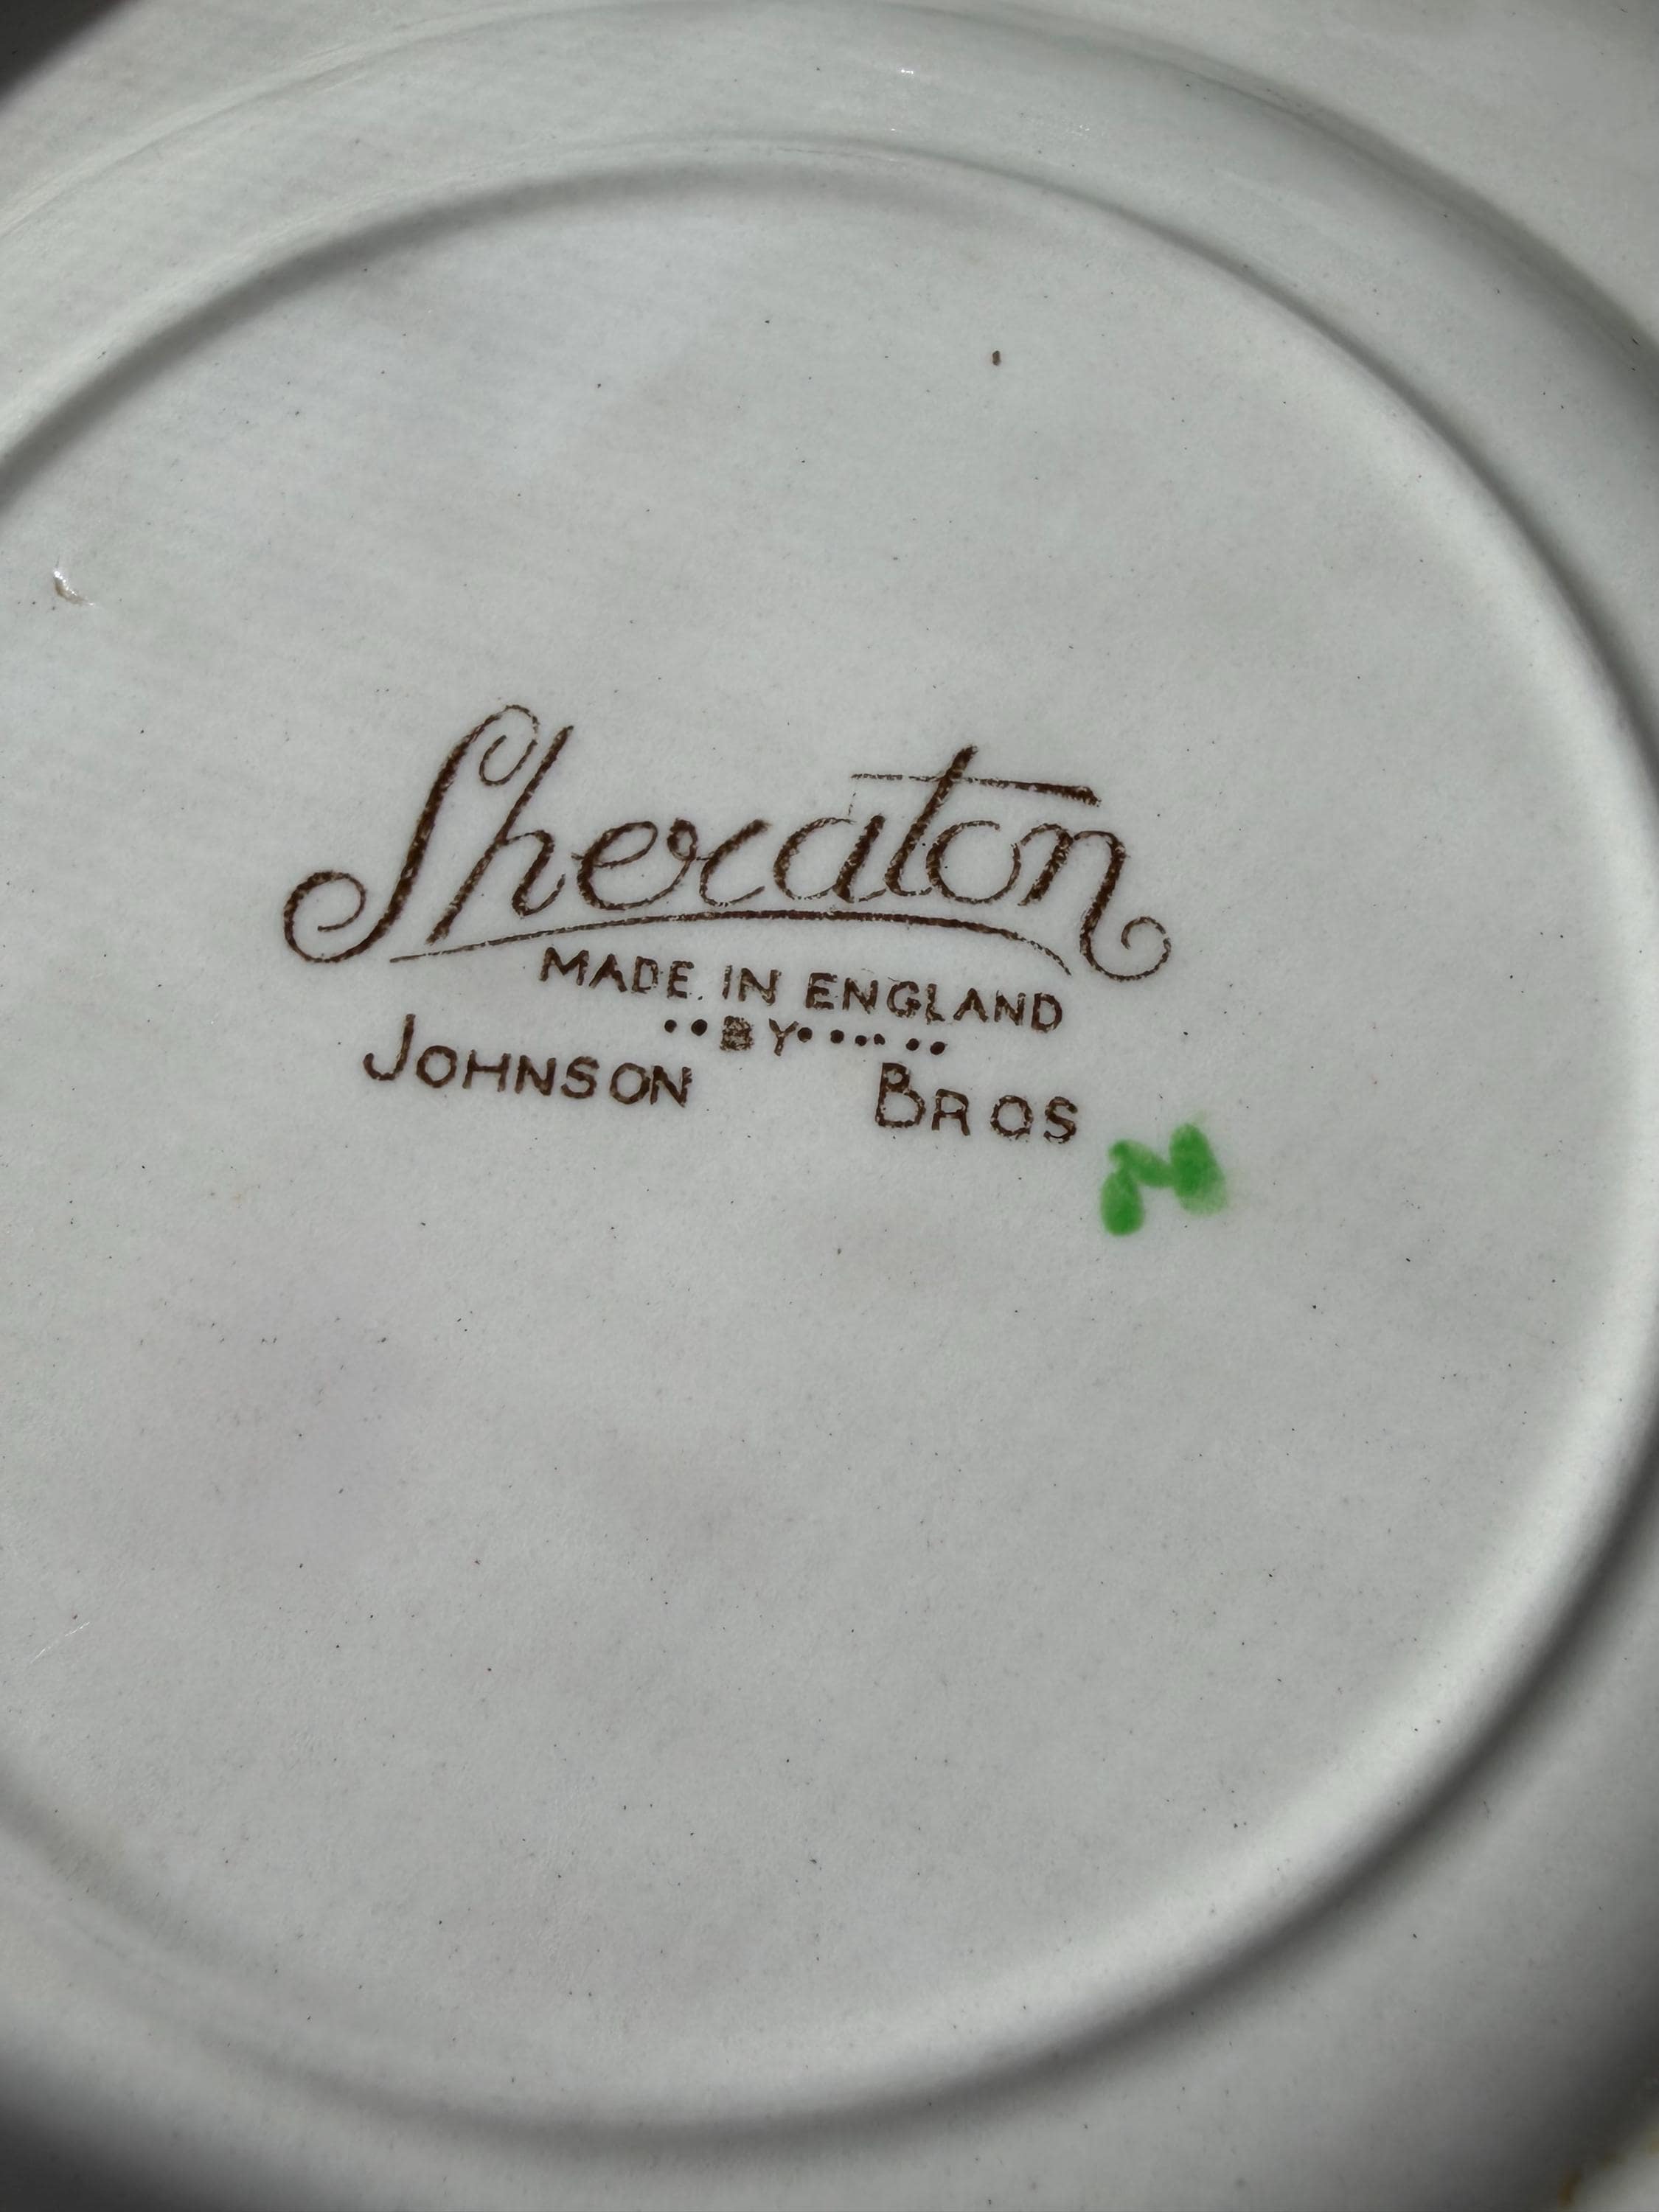 Sheraton
MADE IN ENGLAND
••BY•••••••
JOHNSON BROS
N